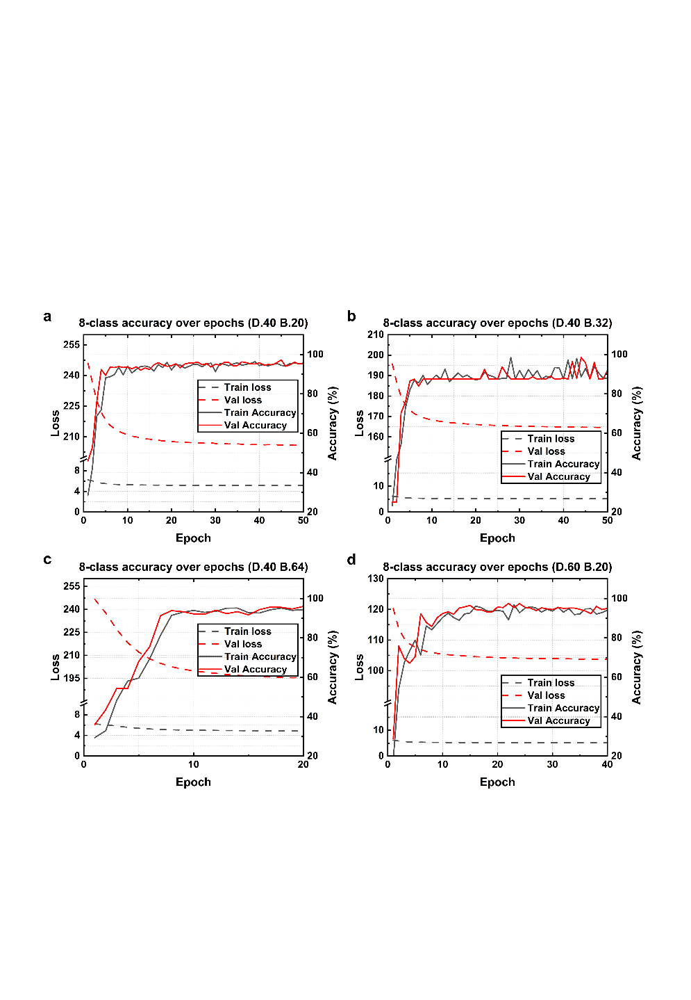 a
8-class accuracy over epochs (D.40 B.20)
255
240
225
210
8
4
0
Loss
100
80
60
40
20
Accuracy (%)
Train loss
Val loss
Train Accuracy
Val Accuracy
0 10 20 30 40 50
Epoch
b
8-class accuracy over epochs (D.40 B.32)
210
200
190
180
170
160
10
0
Loss
100
80
60
40
20
Accuracy (%)
Train loss
Val loss
Train Accuracy
Val Accuracy
0 10 20 30 40 50
Epoch
c
8-class accuracy over epochs (D.40 B.64)
255
240
225
210
195
8
4
0
Loss
100
80
60
40
20
Accuracy (%)
Train loss
Val loss
Train Accuracy
Val Accuracy
0 10 20
Epoch
d
8-class accuracy over epochs (D.60 B.20)
130
120
110
100
10
0
Loss
100
80
60
40
20
Accuracy (%)
Train loss
Val loss
Train Accuracy
Val Accuracy
0 10 20 30 40
Epoch